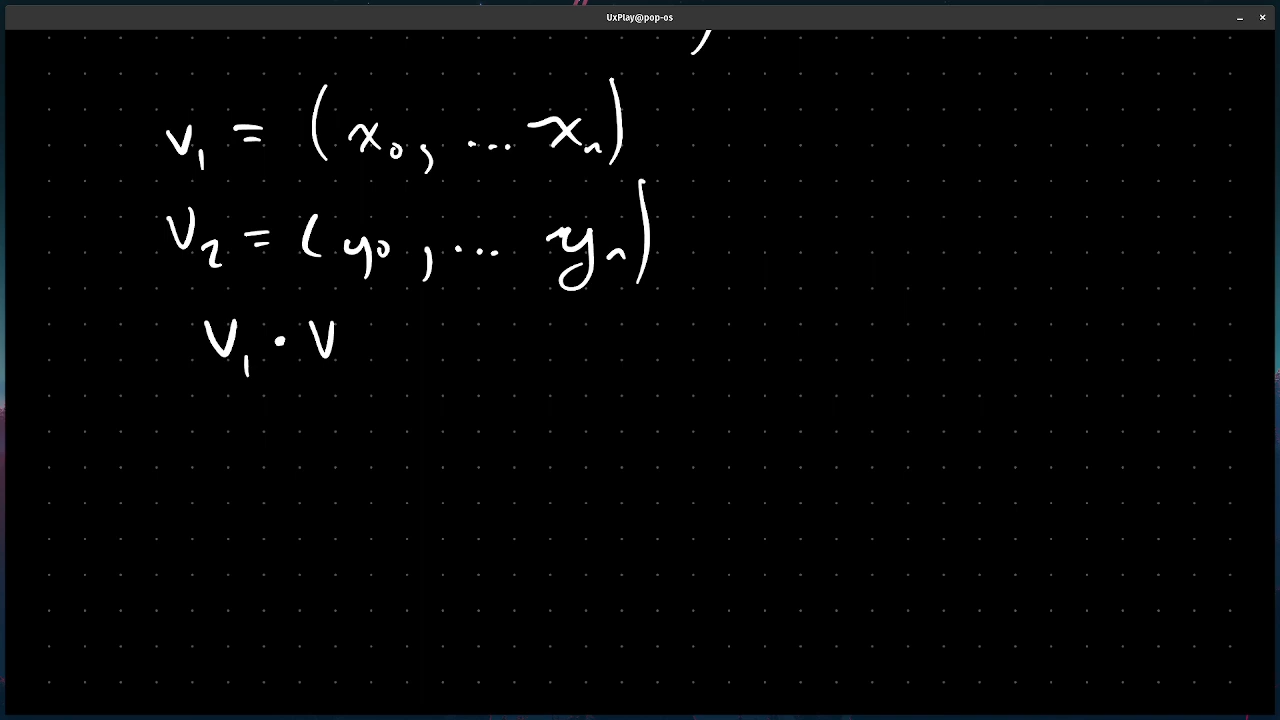 UxPlay@pop-os
)
v₁ = (x₀, ... xₙ)
v₂ = (y₀, ... yₙ)
v₁ · v